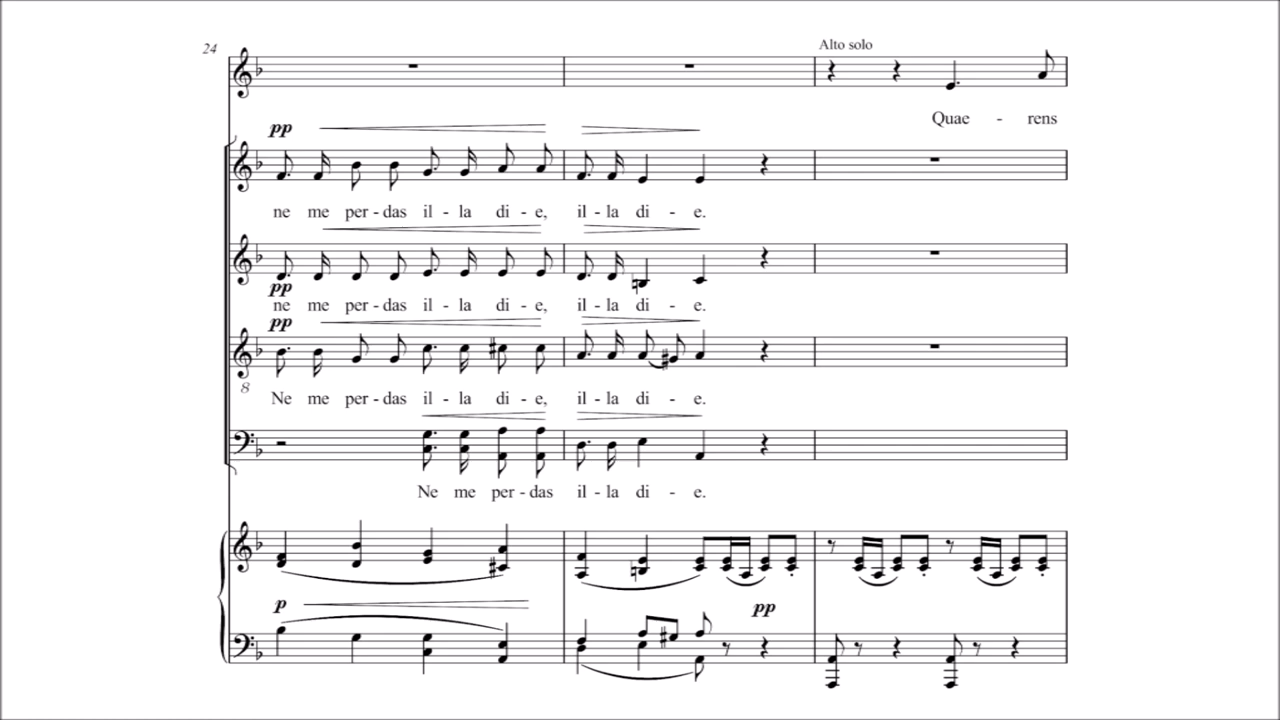 24
Alto solo
Quae - rens
pp
ne me per - das il - la di - e, il - la di - e.
pp
ne me per - das il - la di - e, il - la di - e.
pp
8
Ne me per - das il - la di - e, il - la di - e.
Ne me per - das il - la di - e.
p
pp